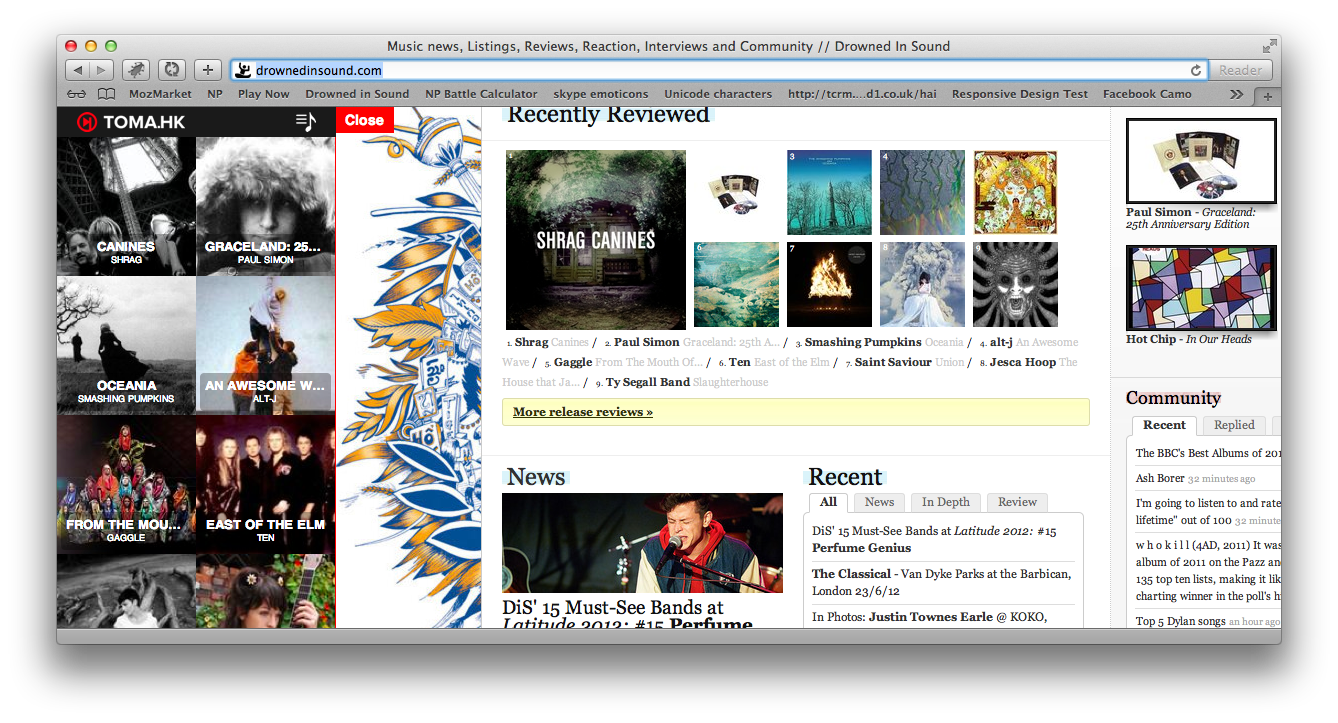 Music news, Listings, Reviews, Reaction, Interviews and Community // Drowned In Sound
drownedinsound.com
Reader
MozMarket NP Play Now Drowned in Sound NP Battle Calculator skype emoticons Unicode characters http://tcrm....d1.co.uk/hai Responsive Design Test Facebook Camo
TOMA.HK
Close
CANINES
SHRAG
GRACELAND: 25...
PAUL SIMON
OCEANIA
SMASHING PUMPKINS
AN AWESOME W...
ALT-J
FROM THE MOU...
GAGGLE
EAST OF THE ELM
TEN
Recently Reviewed
SHRAG CANINES
3
4
6
7
8
9
1. Shrag Canines / 2. Paul Simon Graceland: 25th A... / 3. Smashing Pumpkins Oceania / 4. alt-j An Awesome
Wave / 5. Gaggle From The Mouth Of... / 6. Ten East of the Elm / 7. Saint Saviour Union / 8. Jesca Hoop The
House that Ja... / 9. Ty Segall Band Slaughterhouse
More release reviews »
News
DiS' 15 Must-See Bands at
Latitude 2012: #15 Perfume
Recent
All News In Depth Review
DiS' 15 Must-See Bands at Latitude 2012: #15
Perfume Genius
The Classical - Van Dyke Parks at the Barbican,
London 23/6/12
In Photos: Justin Townes Earle @ KOKO,
Paul Simon - Graceland:
25th Anniversary Edition
HEADS
Hot Chip - In Our Heads
Community
Recent Replied
The BBC's Best Albums of 201
Ash Borer 32 minutes ago
I'm going to listen to and rate
lifetime" out of 100 32 minute
w h o k i l l (4AD, 2011) It was
album of 2011 on the Pazz an
135 top ten lists, making it lik
charting winner in the poll's h
Top 5 Dylan songs an hour ago